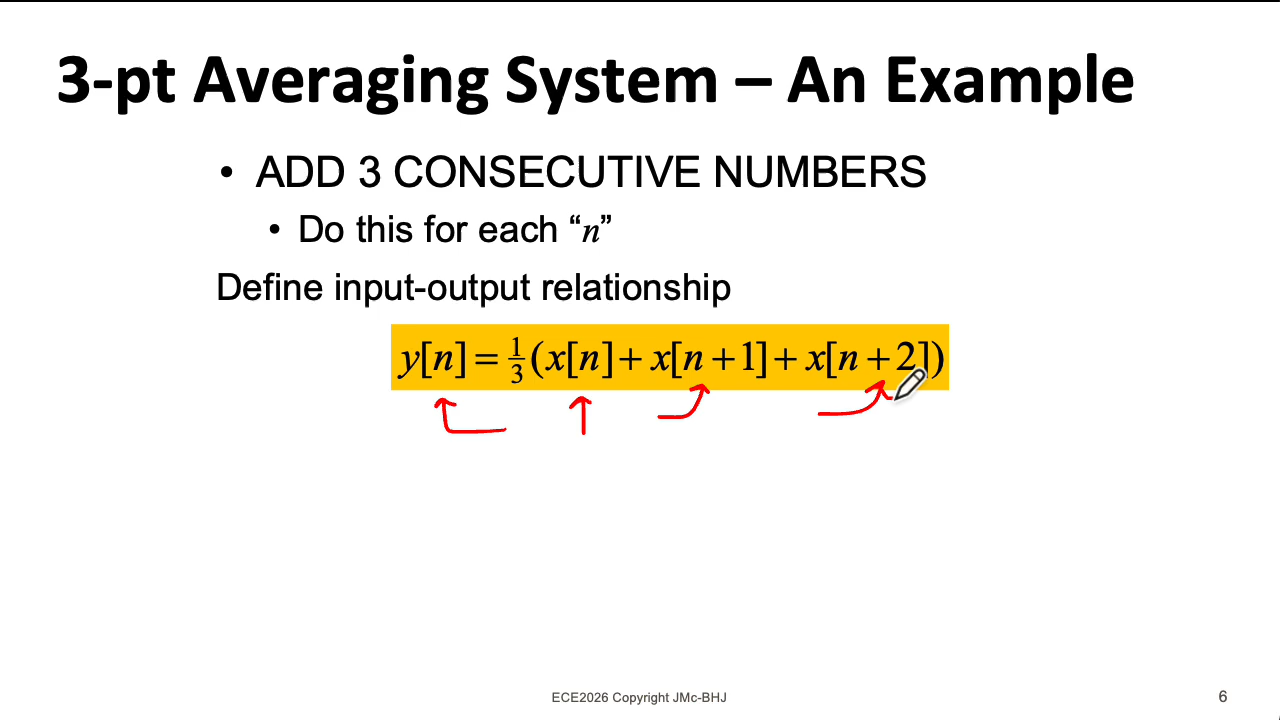 3-pt Averaging System – An Example
• ADD 3 CONSECUTIVE NUMBERS
• Do this for each “n”
Define input-output relationship
y[n] = 1/3 (x[n] + x[n + 1] + x[n + 2])
ECE2026 Copyright JMc-BHJ
6